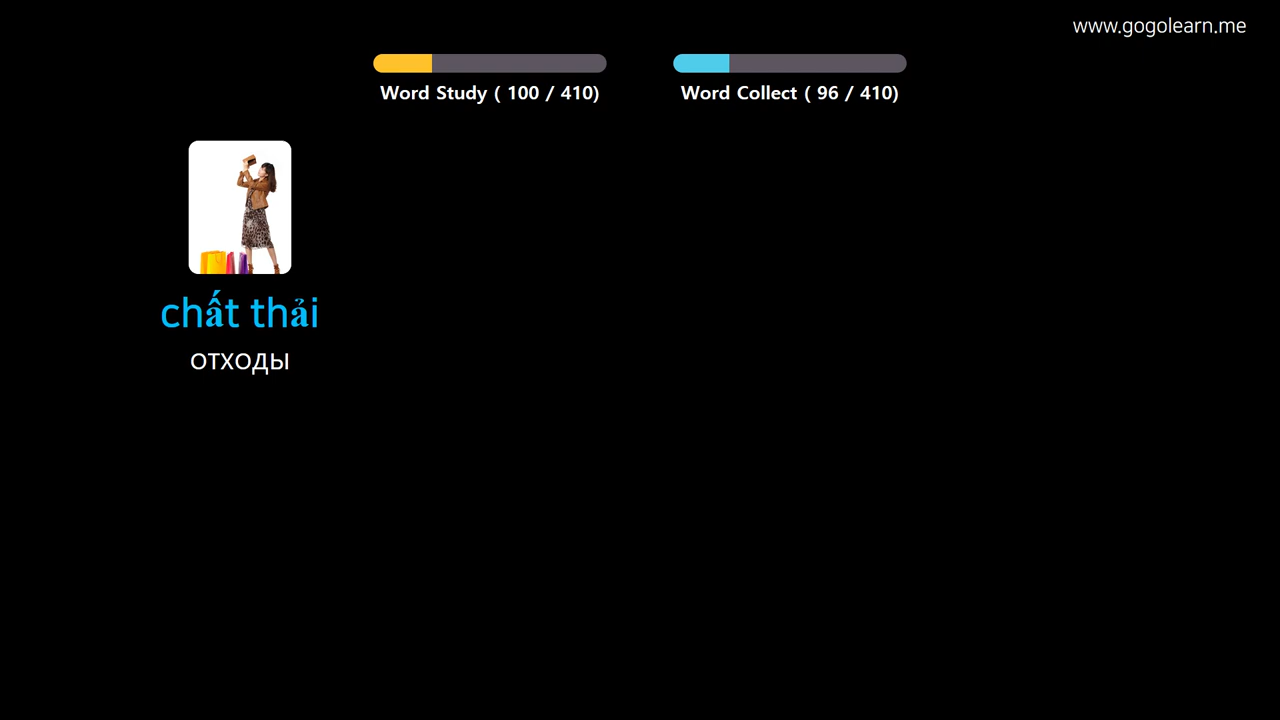 www.gogolearn.me
Word Study ( 100 / 410)
Word Collect ( 96 / 410)
chất thải
отходы